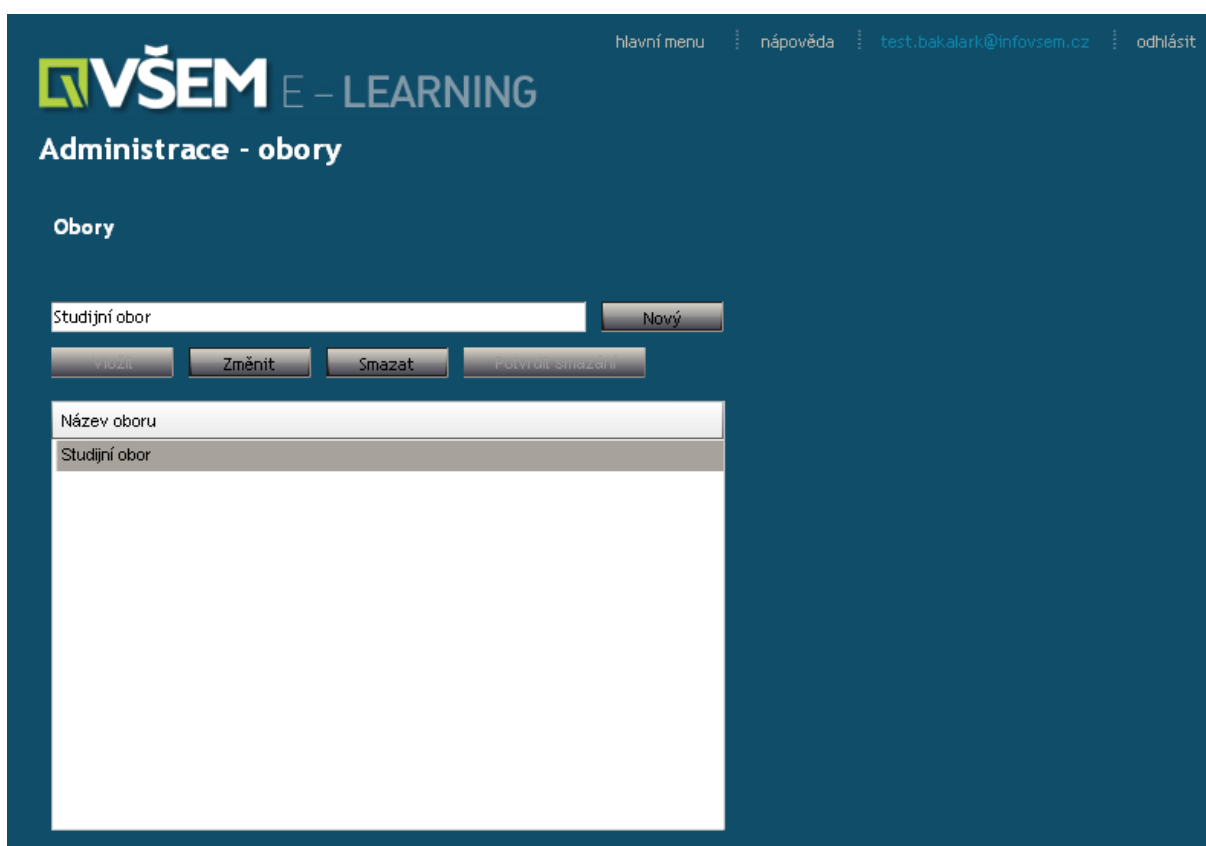 hlavní menu nápověda test.bakalark@infovsem.cz odhlásit
VŠEM E – LEARNING
Administrace - obory
Obory
Studijní obor Nový
Vložit Změnit Smazat Potvrdit smazání
Název oboru
Studijní obor